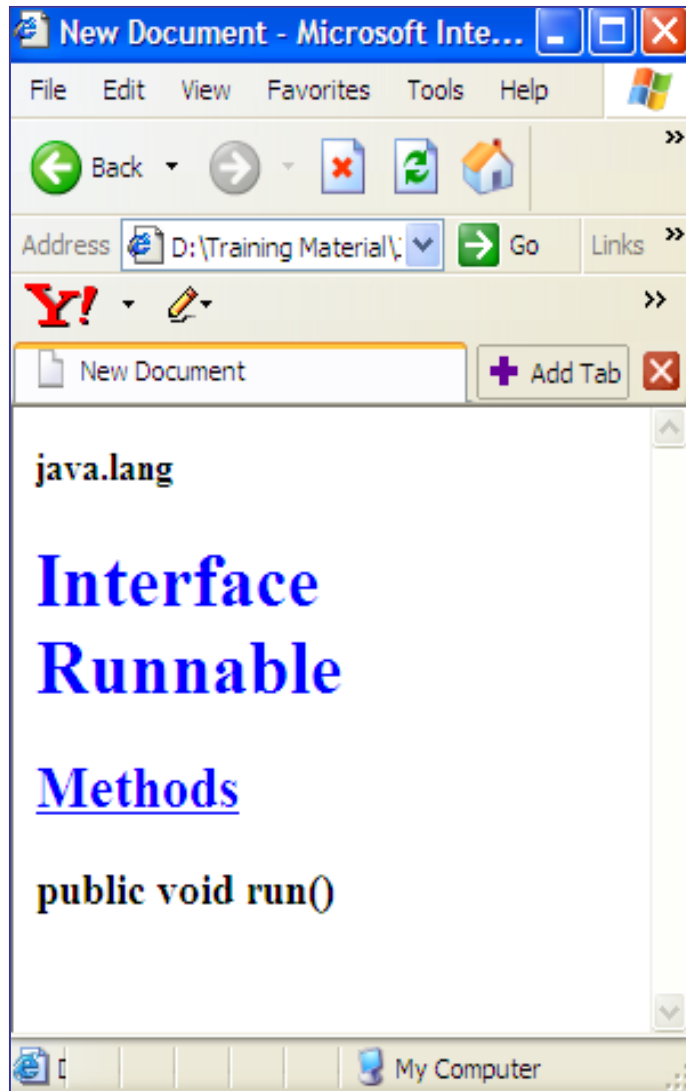 New Document - Microsoft Inte...
File Edit View Favorites Tools Help
Back
Address D:\Training Material\ Go Links
Y!
New Document Add Tab
java.lang
Interface
Runnable
Methods
public void run()
My Computer